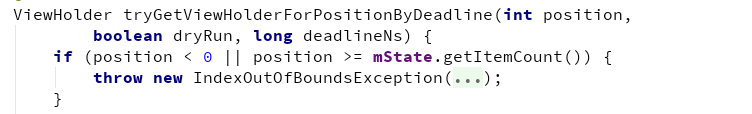 ViewHolder tryGetViewHolderForPositionByDeadline(int position,
        boolean dryRun, long deadlineNs) {
    if (position < 0 || position >= mState.getItemCount()) {
        throw new IndexOutOfBoundsException(...);
    }